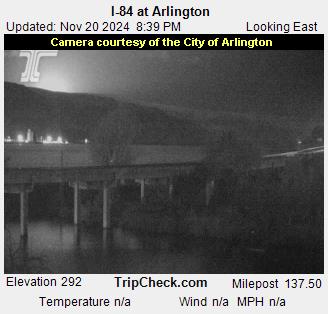 I-84 at Arlington
Updated: Nov 20 2024 8:39 PM Looking East
Camera courtesy of the City of Arlington
Elevation 292 TripCheck.com Milepost 137.50
Temperature n/a Wind n/a MPH n/a